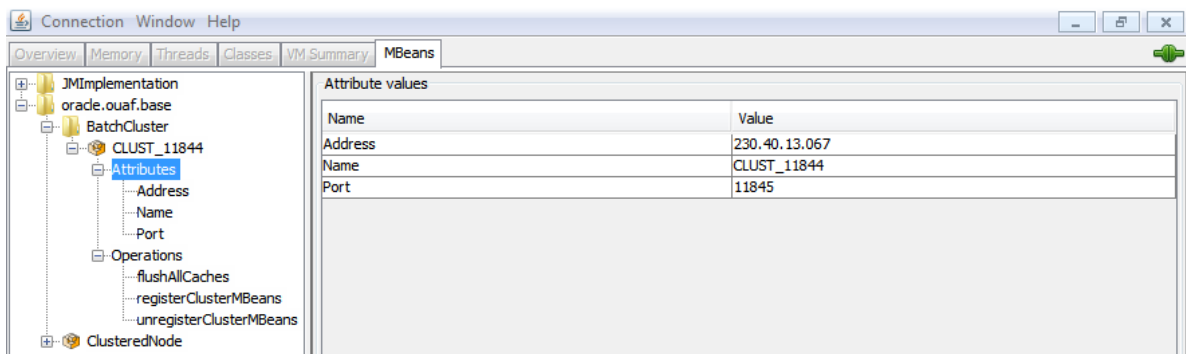 Connection Window Help
Overview Memory Threads Classes VM Summary MBeans
JMImplementation
oracle.ouaf.base
BatchCluster
CLUST_11844
Attributes
Address
Name
Port
Operations
flushAllCaches
registerClusterMBeans
unregisterClusterMBeans
ClusteredNode
Attribute values
Name Value
Address 230.40.13.067
Name CLUST_11844
Port 11845